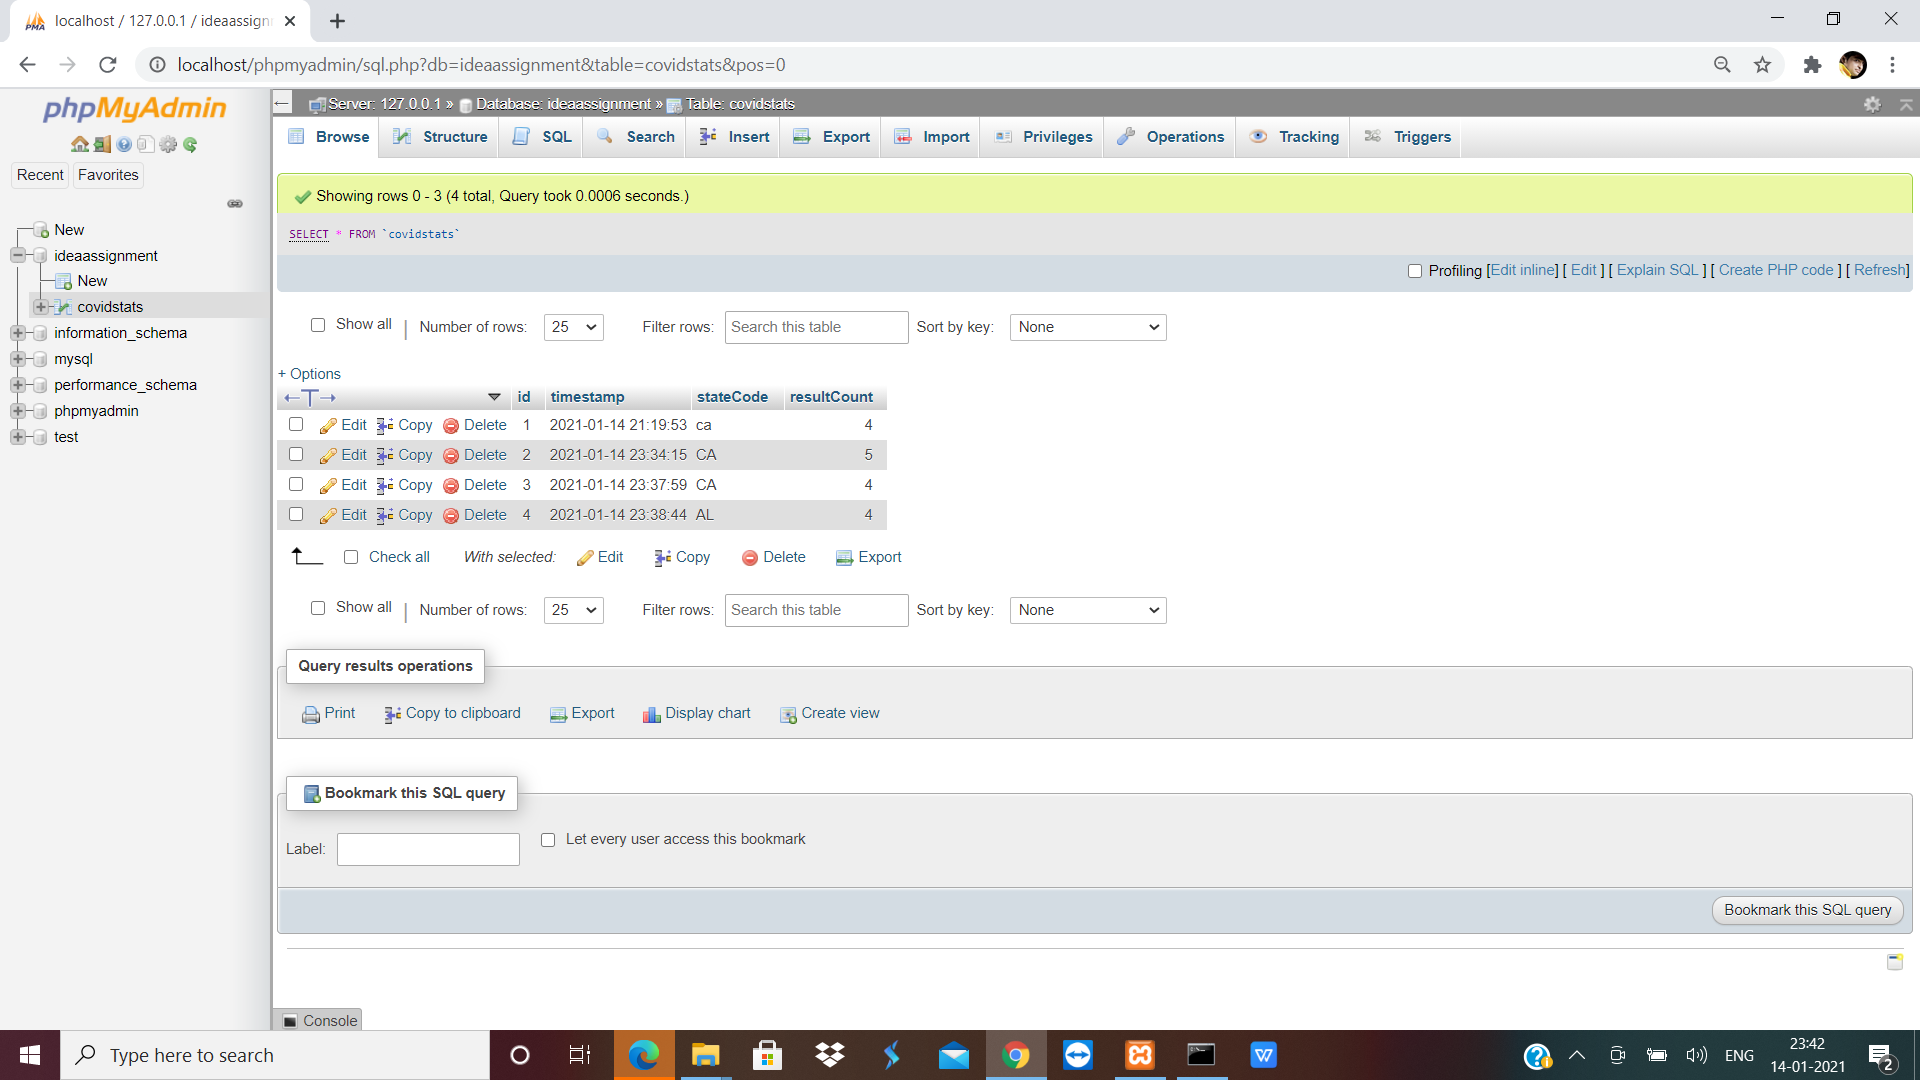 localhost / 127.0.0.1 / ideaassign
localhost/phpmyadmin/sql.php?db=ideaassignment&table=covidstats&pos=0
phpMyAdmin
Recent Favorites
New
ideaassignment
New
covidstats
information_schema
mysql
performance_schema
phpmyadmin
test
Server: 127.0.0.1 » Database: ideaassignment » Table: covidstats
Browse Structure SQL Search Insert Export Import Privileges Operations Tracking Triggers
Showing rows 0 - 3 (4 total, Query took 0.0006 seconds.)
SELECT * FROM `covidstats`
Profiling [Edit inline] [ Edit ] [ Explain SQL ] [ Create PHP code ] [ Refresh]
Show all | Number of rows: 25 Filter rows: Search this table Sort by key: None
+ Options
←T→ id timestamp stateCode resultCount
Edit Copy Delete 1 2021-01-14 21:19:53 ca 4
Edit Copy Delete 2 2021-01-14 23:34:15 CA 5
Edit Copy Delete 3 2021-01-14 23:37:59 CA 4
Edit Copy Delete 4 2021-01-14 23:38:44 AL 4
Check all With selected: Edit Copy Delete Export
Show all | Number of rows: 25 Filter rows: Search this table Sort by key: None
Query results operations
Print Copy to clipboard Export Display chart Create view
Bookmark this SQL query
Label: Let every user access this bookmark
Bookmark this SQL query
Console
Type here to search
ENG
23:42
14-01-2021
2